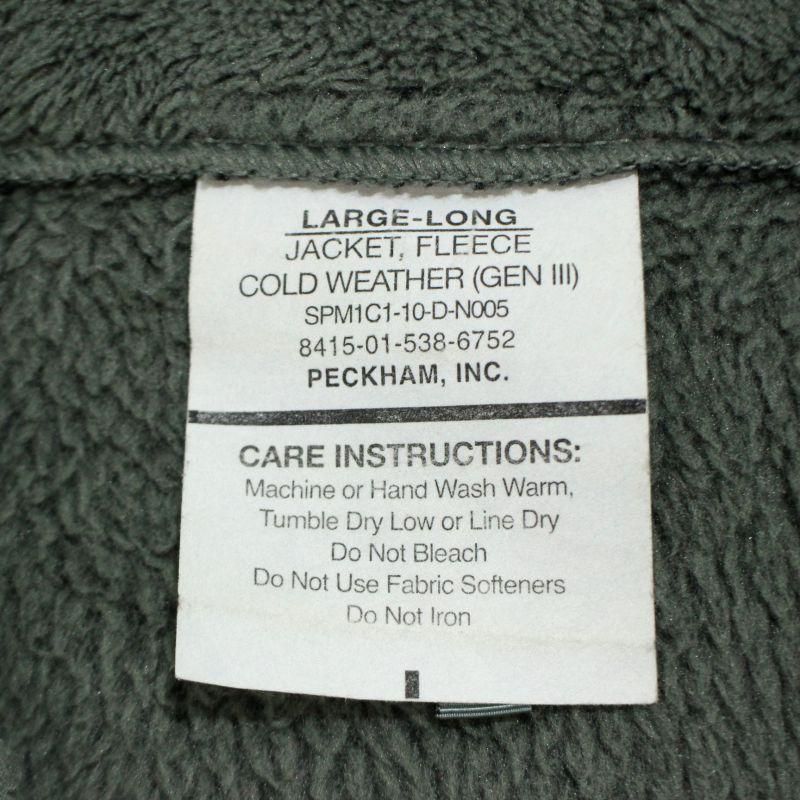 LARGE-LONG
JACKET, FLEECE
COLD WEATHER (GEN III)
SPM1C1-10-D-N005
8415-01-538-6752
PECKHAM, INC.
CARE INSTRUCTIONS:
Machine or Hand Wash Warm,
Tumble Dry Low or Line Dry
Do Not Bleach
Do Not Use Fabric Softeners
Do Not Iron